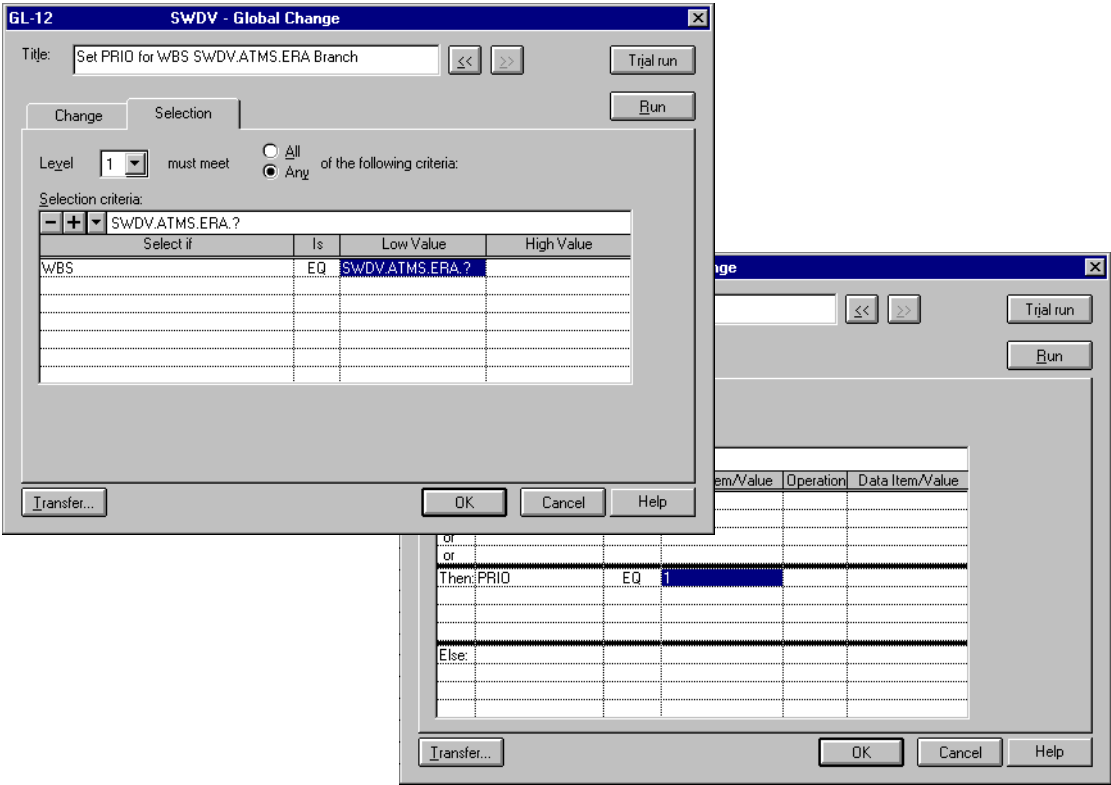 GL-12 SWDV - Global Change
Title: Set PRIO for WBS SWDV.ATMS.ERA Branch << >> Trial run
Run
Change Selection
Level 1 must meet All
Any of the following criteria:
Selection criteria:
SWDV.ATMS.ERA.?
Select if Is Low Value High Value
WBS EQ SWDV.ATMS.ERA.?
Transfer... OK Cancel Help
nge
<< >> Trial run
Run
em/Value Operation Data Item/Value
or
or
Then: PRIO EQ 1
Else:
Transfer... OK Cancel Help